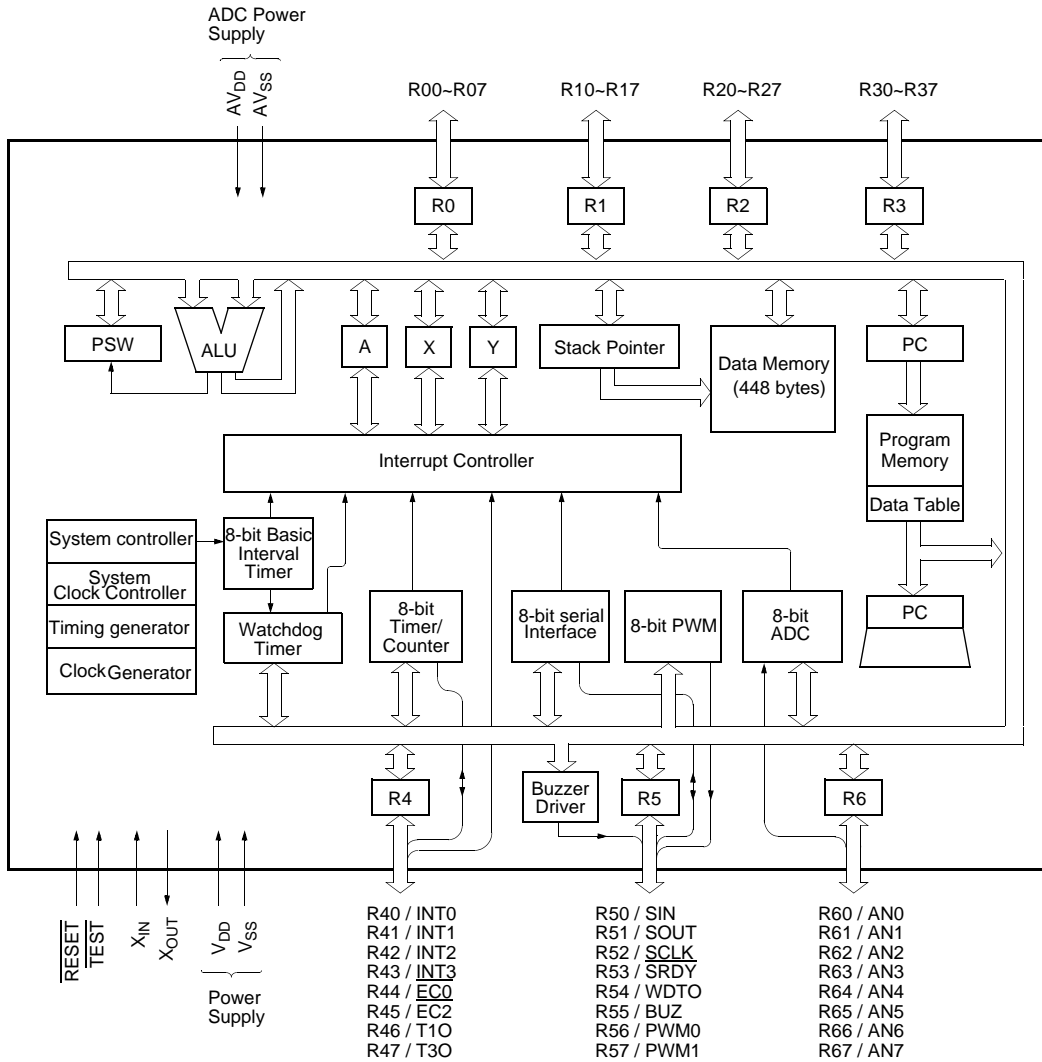 ADC Power
Supply
AVDD
AVSS
R00~R07
R10~R17
R20~R27
R30~R37
R0
R1
R2
R3
PSW
ALU
A
X
Y
Stack Pointer
Data Memory
(448 bytes)
PC
Program
Memory
Data Table
PC
Interrupt Controller
System controller
System
Clock Controller
Timing generator
Clock Generator
8-bit Basic
Interval
Timer
Watchdog
Timer
8-bit
Timer/
Counter
8-bit serial
Interface
8-bit PWM
8-bit
ADC
R4
Buzzer
Driver
R5
R6
RESET
TEST
XIN
XOUT
VDD
VSS
Power
Supply
R40 / INT0
R41 / INT1
R42 / INT2
R43 / INT3
R44 / EC0
R45 / EC2
R46 / T1O
R47 / T3O
R50 / SIN
R51 / SOUT
R52 / SCLK
R53 / SRDY
R54 / WDTO
R55 / BUZ
R56 / PWM0
R57 / PWM1
R60 / AN0
R61 / AN1
R62 / AN2
R63 / AN3
R64 / AN4
R65 / AN5
R66 / AN6
R67 / AN7